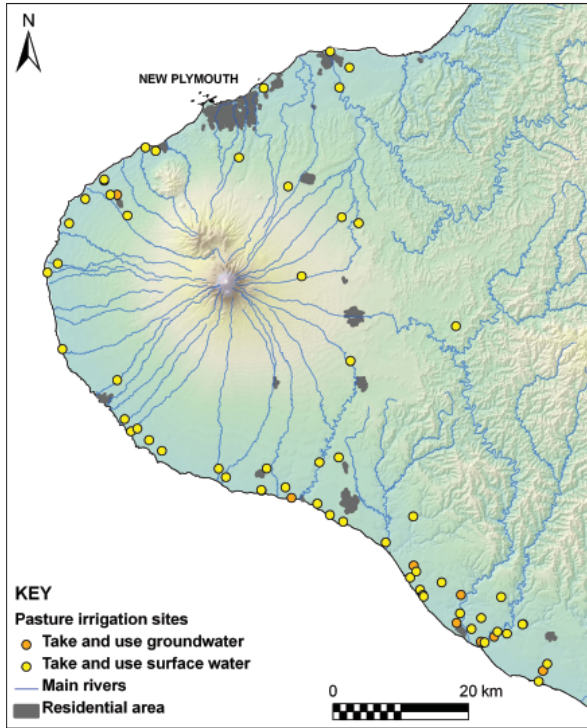 N
NEW PLYMOUTH
KEY
Pasture irrigation sites
Take and use groundwater
Take and use surface water
Main rivers
Residential area
0 20 km